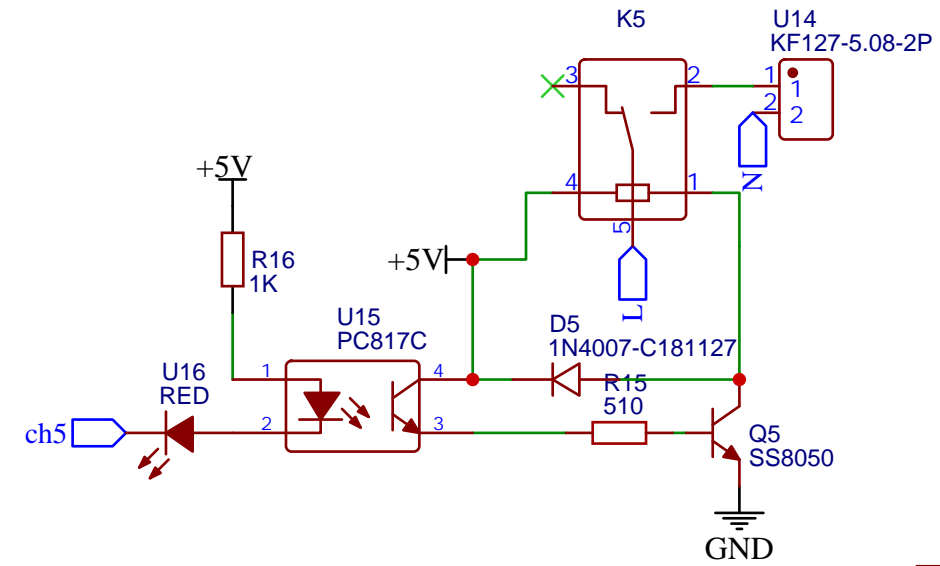 K5
U14
KF127-5.08-2P
3
2
1
1
2
2
+5V
N
4
1
5
R16
1K
+5V
L
U15
PC817C
D5
1N4007-C181127
U16
RED
1
4
R15
510
ch5
2
3
Q5
SS8050
GND